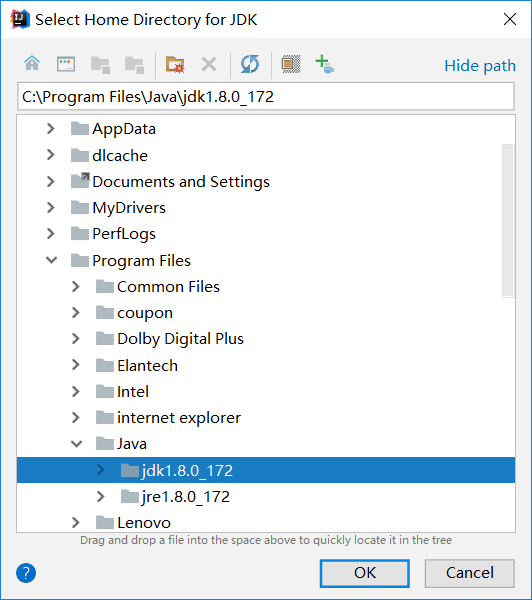 Select Home Directory for JDK
Hide path
C:\Program Files\Java\jdk1.8.0_172
AppData
dlcache
Documents and Settings
MyDrivers
PerfLogs
Program Files
Common Files
coupon
Dolby Digital Plus
Elantech
Intel
internet explorer
Java
jdk1.8.0_172
jre1.8.0_172
Lenovo
Drag and drop a file into the space above to quickly locate it in the tree
? OK Cancel